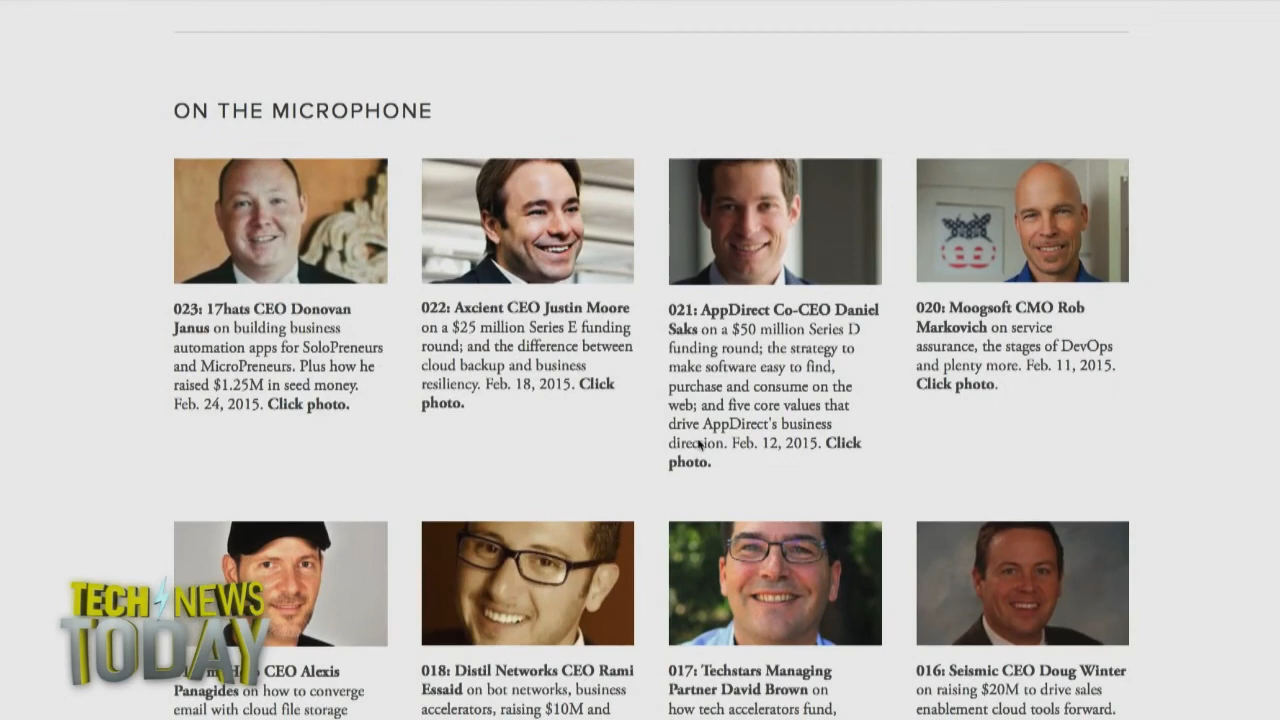 ON THE MICROPHONE
023: 17hats CEO Donovan
Janus on building business
automation apps for SoloPreneurs
and MicroPreneurs. Plus how he
raised $1.25M in seed money.
Feb. 24, 2015. Click photo.
022: Axcient CEO Justin Moore
on a $25 million Series E funding
round; and the difference between
cloud backup and business
resiliency. Feb. 18, 2015. Click
photo.
021: AppDirect Co-CEO Daniel
Saks on a $50 million Series D
funding round; the strategy to
make software easy to find,
purchase and consume on the
web; and five core values that
drive AppDirect's business
direction. Feb. 12, 2015. Click
photo.
020: Moogsoft CMO Rob
Markovich on service
assurance, the stages of DevOps
and plenty more. Feb. 11, 2015.
Click photo.
CEO Alexis
Panagides on how to converge
email with cloud file storage
018: Distil Networks CEO Rami
Essaid on bot networks, business
accelerators, raising $10M and
017: Techstars Managing
Partner David Brown on
how tech accelerators fund,
016: Seismic CEO Doug Winter
on raising $20M to drive sales
enablement cloud tools forward.
TECH NEWS
TODAY